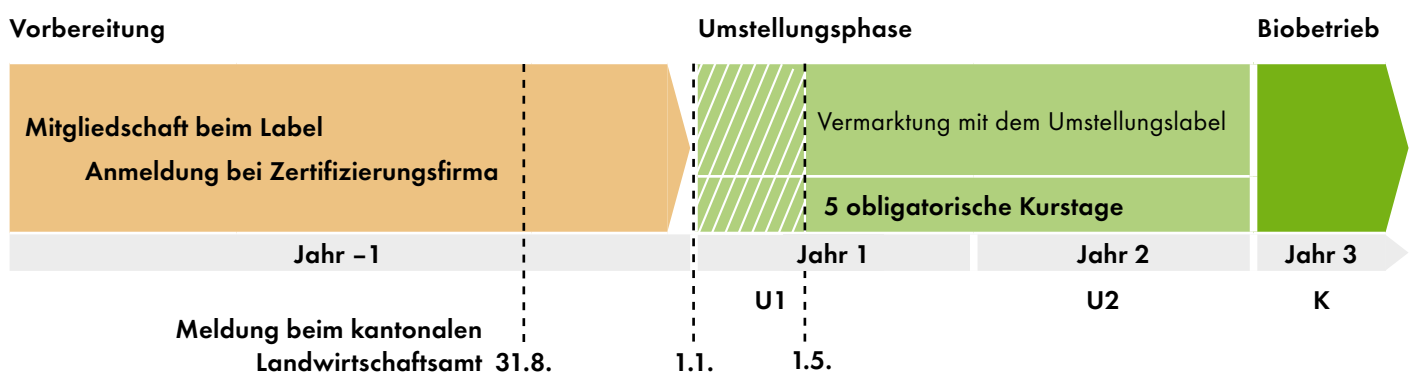 Vorbereitung
Umstellungsphase
Biobetrieb
Mitgliedschaft beim Label
Anmeldung bei Zertifizierungsfirma
Vermarktung mit dem Umstellungslabel
5 obligatorische Kurstage
Jahr –1
Jahr 1
Jahr 2
Jahr 3
U1
U2
K
Meldung beim kantonalen
Landwirtschaftsamt 31.8.
1.1.
1.5.